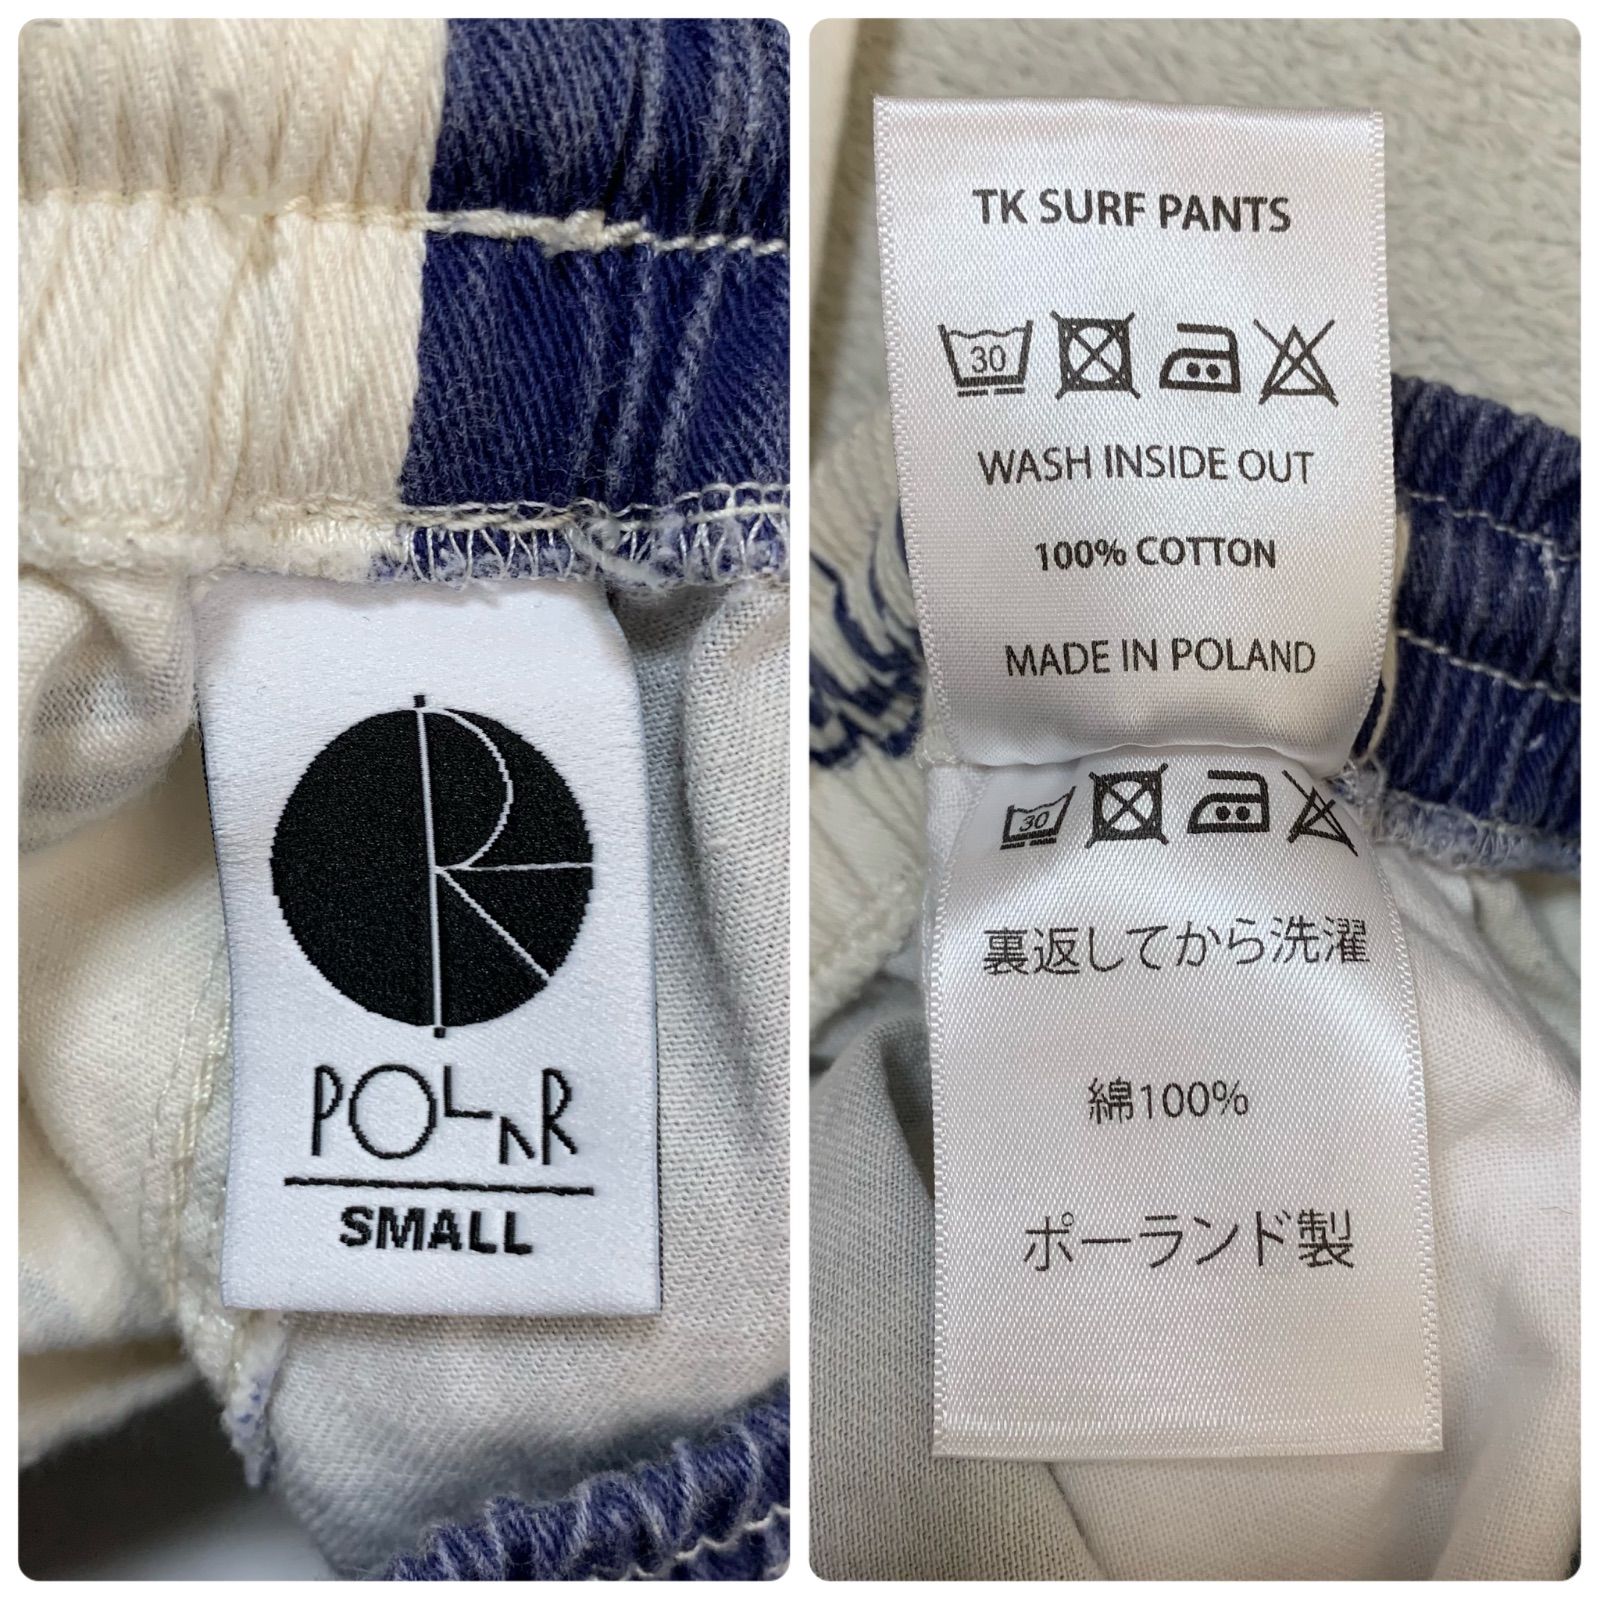 POLAR
SMALL
TK SURF PANTS
30
WASH INSIDE OUT
100% COTTON
MADE IN POLAND
30
裏返してから洗濯
綿100%
ポーランド製